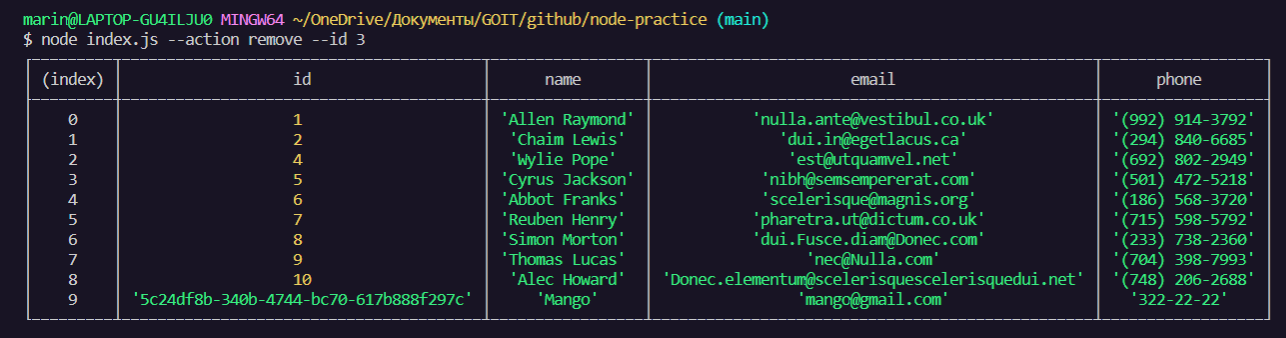 marin@LAPTOP-GU4ILJU0 MINGW64 ~/OneDrive/Документы/GOIT/github/node-practice (main)
$ node index.js --action remove --id 3
(index) id name email phone
0 1 'Allen Raymond' 'nulla.ante@vestibul.co.uk' '(992) 914-3792'
1 2 'Chaim Lewis' 'dui.in@egetlacus.ca' '(294) 840-6685'
2 4 'Wylie Pope' 'est@utquamvel.net' '(692) 802-2949'
3 5 'Cyrus Jackson' 'nibh@semsempererat.com' '(501) 472-5218'
4 6 'Abbot Franks' 'scelerisque@magnis.org' '(186) 568-3720'
5 7 'Reuben Henry' 'pharetra.ut@dictum.co.uk' '(715) 598-5792'
6 8 'Simon Morton' 'dui.Fusce.diam@Donec.com' '(233) 738-2360'
7 9 'Thomas Lucas' 'nec@Nulla.com' '(704) 398-7993'
8 10 'Alec Howard' 'Donec.elementum@scelerisquescelerisquedui.net' '(748) 206-2688'
9 '5c24df8b-340b-4744-bc70-617b888f297c' 'Mango' 'mango@gmail.com' '322-22-22'